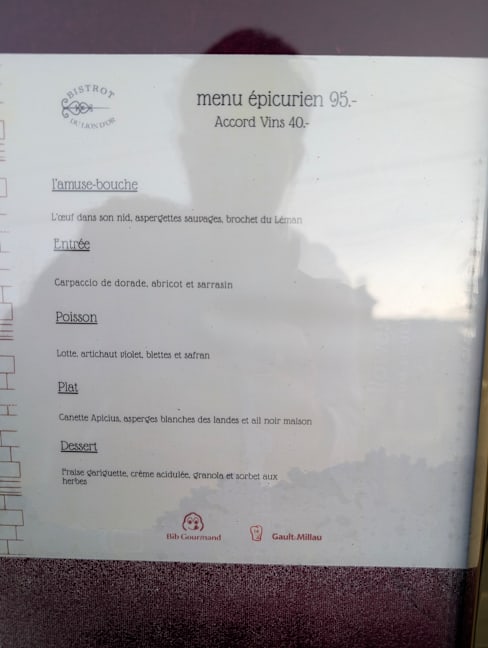 BISTROT
DU LION D'OR
menu épicurien 95.-
Accord Vins 40.-
l'amuse-bouche
L'œuf dans son nid, aspergettes sauvages, brochet du Léman
Entrée
Carpaccio de dorade, abricot et sarrasin
Poisson
Lotte, artichaut violet, blettes et safran
Plat
Canette Apicius, asperges blanches des landes et ail noir maison
Dessert
Fraise gariguette, crème acidulée, granola et sorbet aux
herbes
Bib Gourmand
Gault&Millau